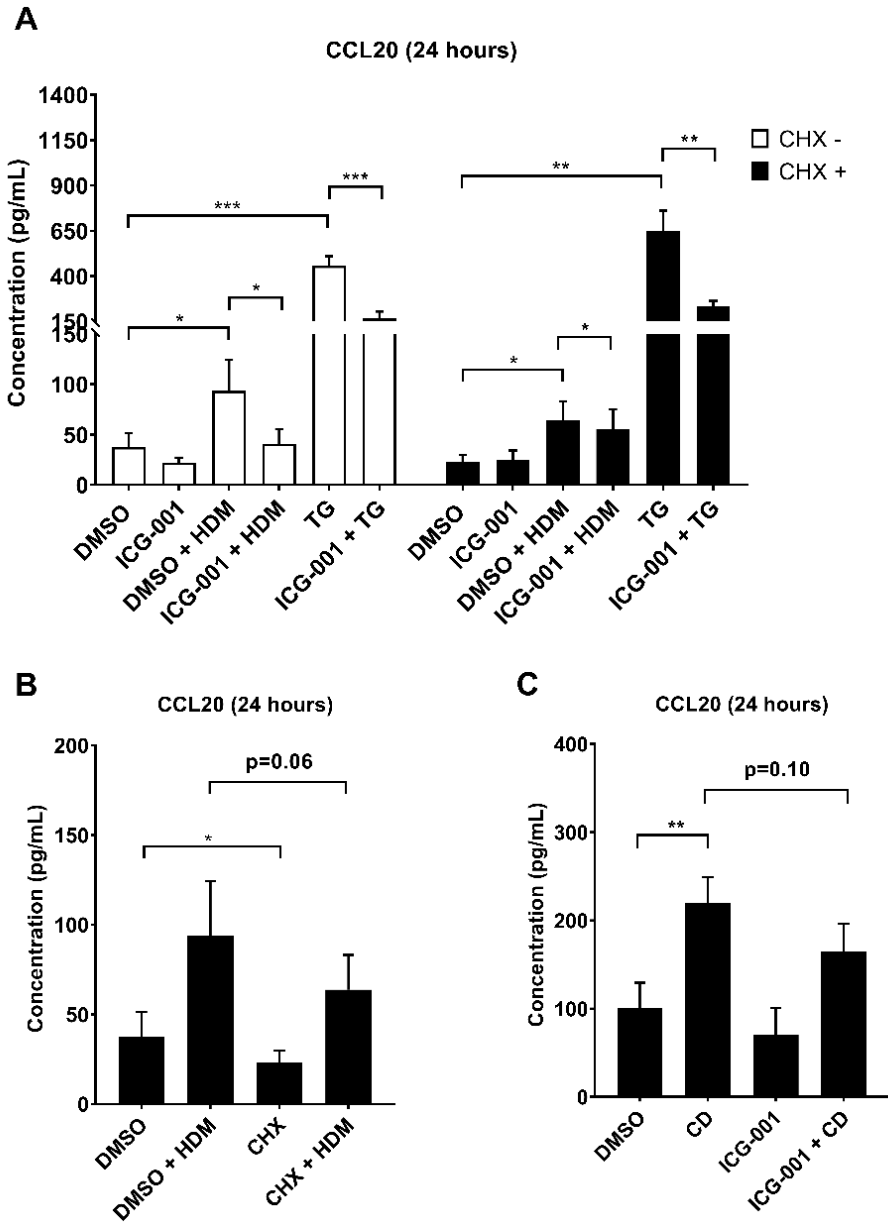 A
CCL20 (24 hours)
Concentration (pg/mL)
1400
1150
900
650
400
150
150
100
50
0
CHX -
CHX +
***
***
*
*
**
**
*
*
DMSO
ICG-001
DMSO + HDM
ICG-001 + HDM
TG
ICG-001 + TG
DMSO
ICG-001
DMSO + HDM
ICG-001 + HDM
TG
ICG-001 + TG
B
CCL20 (24 hours)
Concentration (pg/mL)
200
150
100
50
0
p=0.06
*
DMSO
DMSO + HDM
CHX
CHX + HDM
C
CCL20 (24 hours)
Concentration (pg/mL)
400
300
200
100
0
p=0.10
**
DMSO
CD
ICG-001
ICG-001 + CD